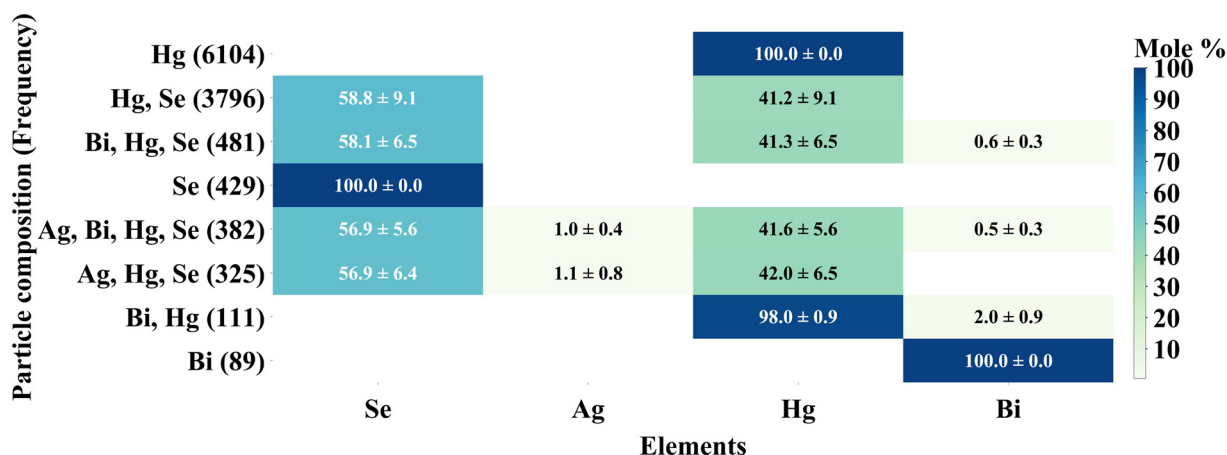 Particle composition (Frequency)
Mole %
Hg (6104) 100.0 ± 0.0
Hg, Se (3796) 58.8 ± 9.1 41.2 ± 9.1
Bi, Hg, Se (481) 58.1 ± 6.5 41.3 ± 6.5 0.6 ± 0.3
Se (429) 100.0 ± 0.0
Ag, Bi, Hg, Se (382) 56.9 ± 5.6 1.0 ± 0.4 41.6 ± 5.6 0.5 ± 0.3
Ag, Hg, Se (325) 56.9 ± 6.4 1.1 ± 0.8 42.0 ± 6.5
Bi, Hg (111) 98.0 ± 0.9 2.0 ± 0.9
Bi (89) 100.0 ± 0.0
Se Ag Hg Bi
Elements
100
90
80
70
60
50
40
30
20
10